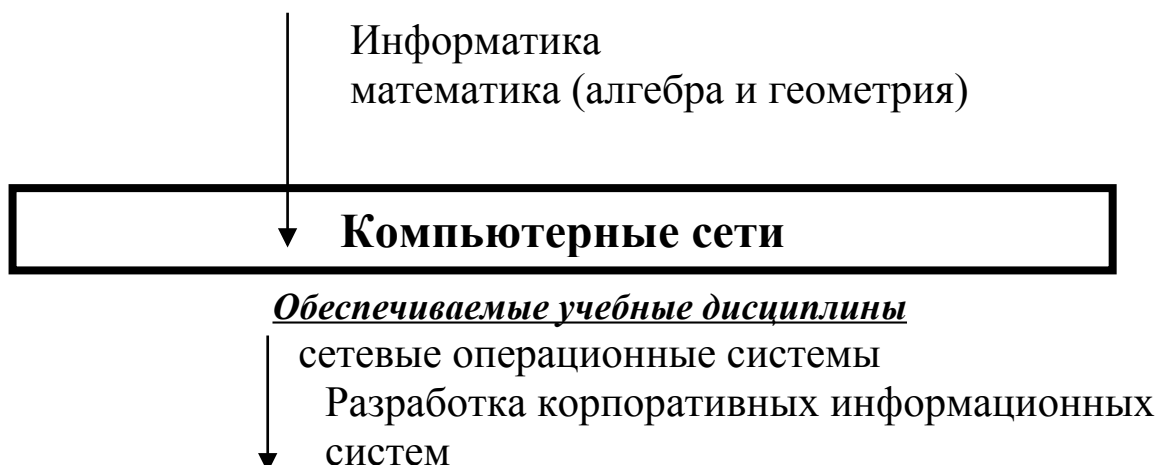 Информатика
математика (алгебра и геометрия)
Компьютерные сети
Обеспечиваемые учебные дисциплины
сетевые операционные системы
Разработка корпоративных информационных
систем